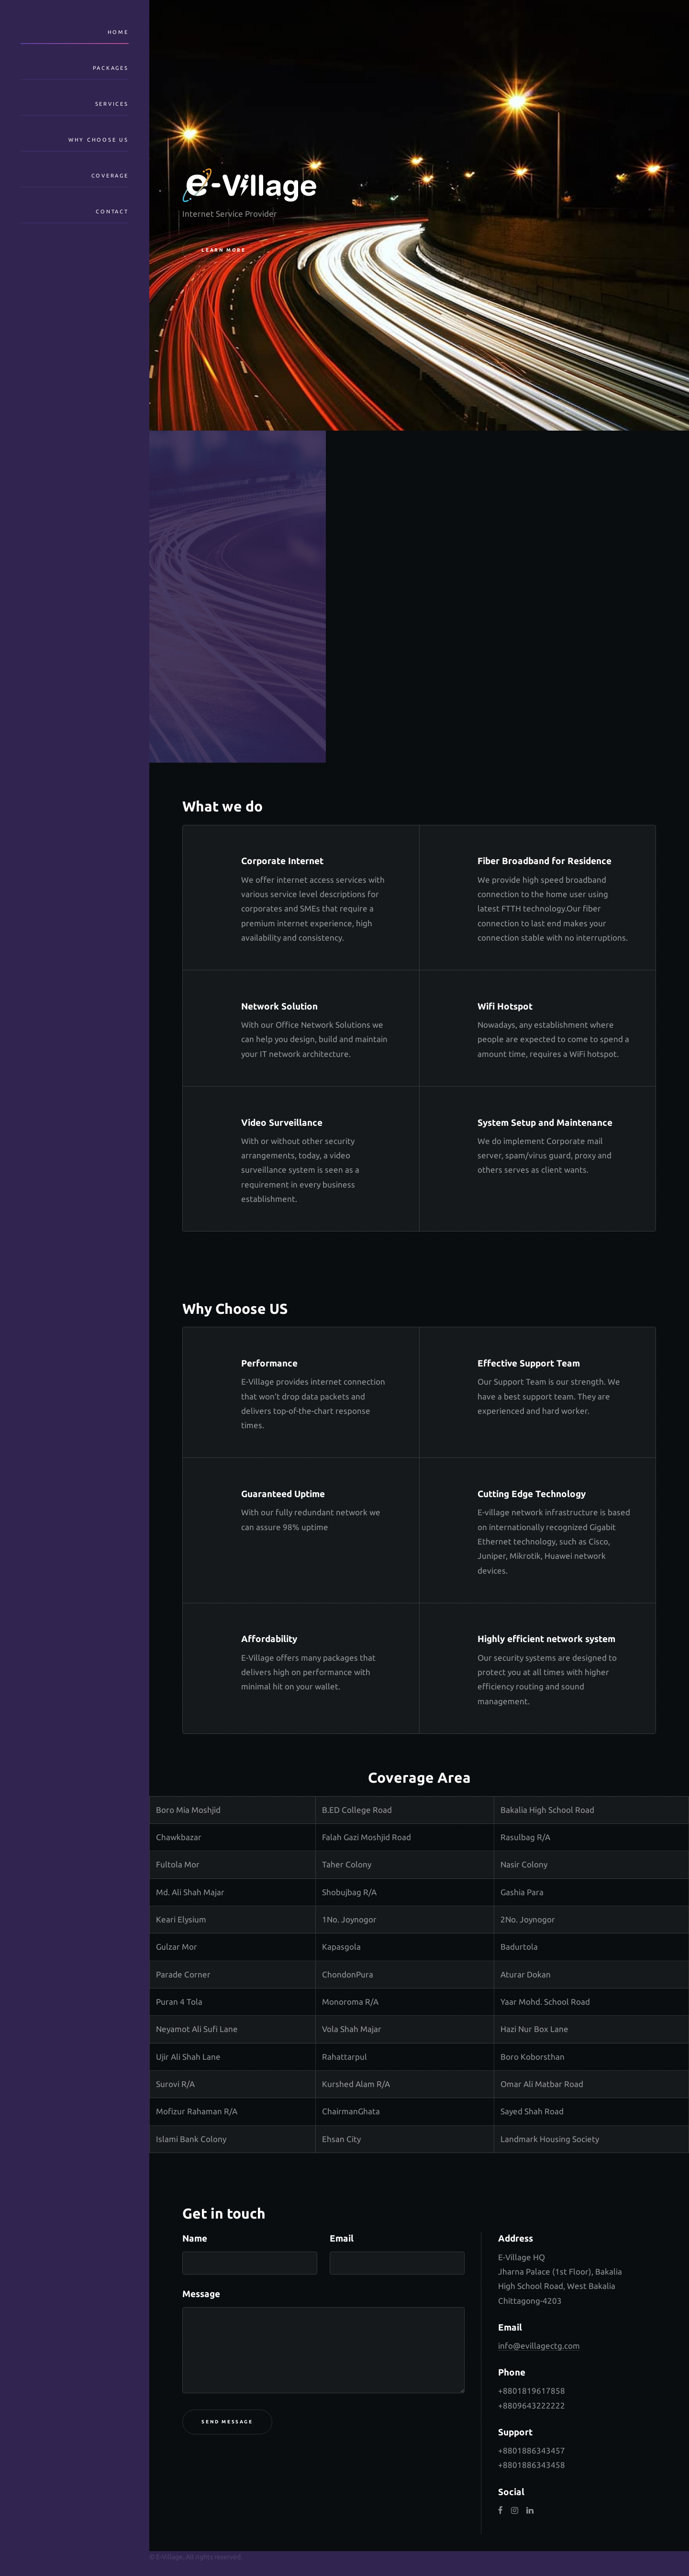 HOME
PACKAGES
SERVICES
WHY CHOOSE US
COVERAGE
CONTACT
e-Village
Internet Service Provider
LEARN MORE
What we do
Corporate Internet
We offer internet access services with
various service level descriptions for
corporates and SMEs that require a
premium internet experience, high
availability and consistency.
Fiber Broadband for Residence
We provide high speed broadband
connection to the home user using
latest FTTH technology.Our fiber
connection to last end makes your
connection stable with no interruptions.
Network Solution
With our Office Network Solutions we
can help you design, build and maintain
your IT network architecture.
Wifi Hotspot
Nowadays, any establishment where
people are expected to come to spend a
amount time, requires a WiFi hotspot.
Video Surveillance
With or without other security
arrangements, today, a video
surveillance system is seen as a
requirement in every business
establishment.
System Setup and Maintenance
We do implement Corporate mail
server, spam/virus guard, proxy and
others serves as client wants.
Why Choose US
Performance
E-Village provides internet connection
that won't drop data packets and
delivers top-of-the-chart response
times.
Effective Support Team
Our Support Team is our strength. We
have a best support team. They are
experienced and hard worker.
Guaranteed Uptime
With our fully redundant network we
can assure 98% uptime
Cutting Edge Technology
E-village network infrastructure is based
on internationally recognized Gigabit
Ethernet technology, such as Cisco,
Juniper, Mikrotik, Huawei network
devices.
Affordability
E-Village offers many packages that
delivers high on performance with
minimal hit on your wallet.
Highly efficient network system
Our security systems are designed to
protect you at all times with higher
efficiency routing and sound
management.
Coverage Area
Boro Mia Moshjid B.ED College Road Bakalia High School Road
Chawkbazar Falah Gazi Moshjid Road Rasulbag R/A
Fultola Mor Taher Colony Nasir Colony
Md. Ali Shah Majar Shobujbag R/A Gashia Para
Keari Elysium 1No. Joynogor 2No. Joynogor
Gulzar Mor Kapasgola Badurtola
Parade Corner ChondonPura Aturar Dokan
Puran 4 Tola Monoroma R/A Yaar Mohd. School Road
Neyamot Ali Sufi Lane Vola Shah Majar Hazi Nur Box Lane
Ujir Ali Shah Lane Rahattarpul Boro Koborsthan
Surovi R/A Kurshed Alam R/A Omar Ali Matbar Road
Mofizur Rahaman R/A ChairmanGhata Sayed Shah Road
Islami Bank Colony Ehsan City Landmark Housing Society
Get in touch
Name
Email
Message
SEND MESSAGE
Address
E-Village HQ
Jharna Palace (1st Floor), Bakalia
High School Road, West Bakalia
Chittagong-4203
Email
info@evillagectg.com
Phone
+8801819617858
+8809643222222
Support
+8801886343457
+8801886343458
Social
© E-Village. All rights reserved.